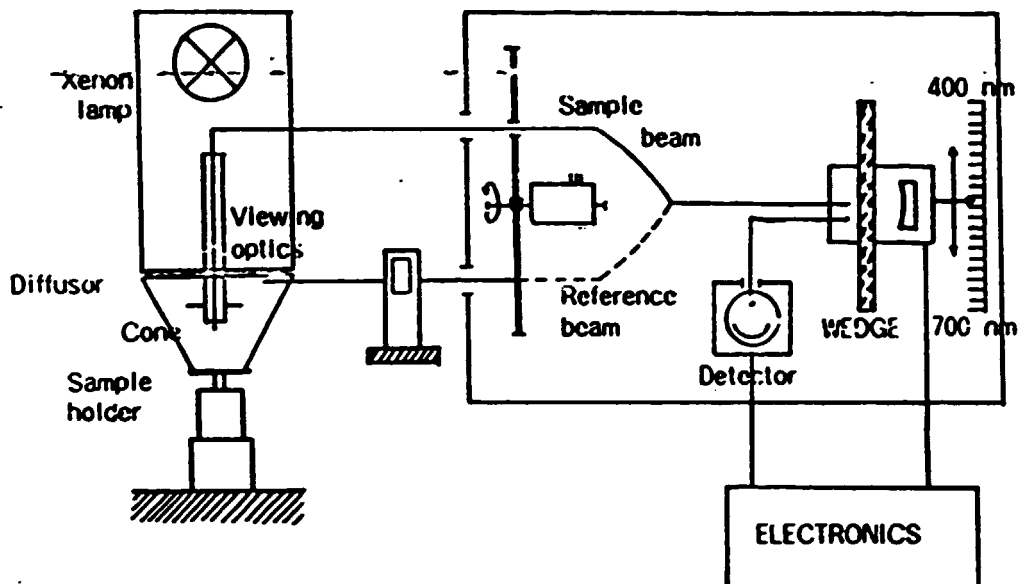 Xenon
lamp
Sample
beam
400 nm
Viewing
optics
Diffusor
Reference
beam
Cone
WEDGE
700 nm
Detector
Sample
holder
ELECTRONICS